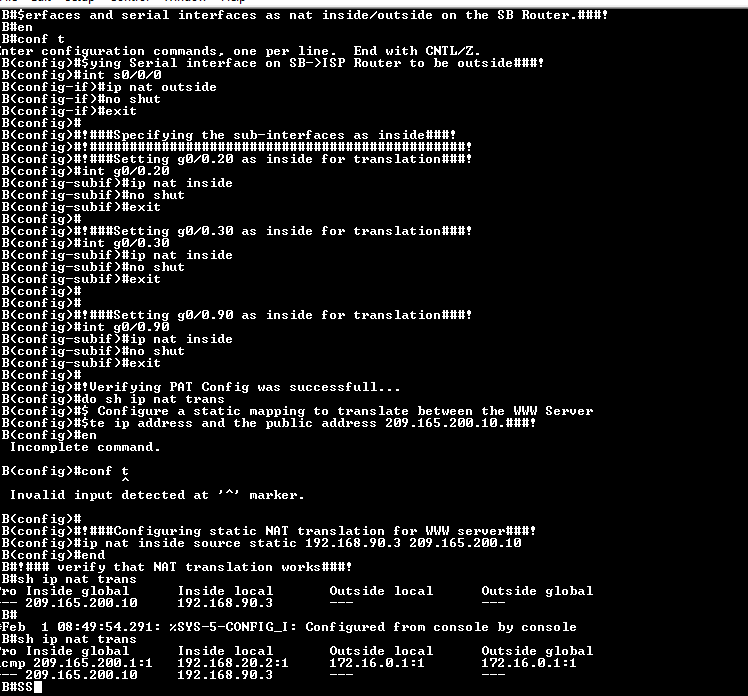 B#$erfaces and serial interfaces as nat inside/outside on the SB Router.###!
B#en
B#conf t
nter configuration commands, one per line.  End with CNTL/Z.
B(config)#$ying Serial interface on SB->ISP Router to be outside###!
B(config)#int s0/0/0
B(config-if)#ip nat outside
B(config-if)#no shut
B(config-if)#exit
B(config)#
B(config)#!###Specifying the sub-interfaces as inside###!
B(config)#!###############################################!
B(config)#!###Setting g0/0.20 as inside for translation###!
B(config)#int g0/0.20
B(config-subif)#ip nat inside
B(config-subif)#no shut
B(config-subif)#exit
B(config)#
B(config)#!###Setting g0/0.30 as inside for translation###!
B(config)#int g0/0.30
B(config-subif)#ip nat inside
B(config-subif)#no shut
B(config-subif)#exit
B(config)#
B(config)#
B(config)#!###Setting g0/0.90 as inside for translation###!
B(config)#int g0/0.90
B(config-subif)#ip nat inside
B(config-subif)#no shut
B(config-subif)#exit
B(config)#
B(config)#!Verifying PAT Config was successfull...
B(config)#do sh ip nat trans
B(config)#$ Configure a static mapping to translate between the WWW Server
B(config)#$te ip address and the public address 209.165.200.10.###!
B(config)#en
Incomplete command.
B(config)#conf t
^
Invalid input detected at '^' marker.
B(config)#
B(config)#!###Configuring static NAT translation for WWW server###!
B(config)#ip nat inside source static 192.168.90.3 209.165.200.10
B(config)#end
B#!### verify that NAT translation works###!
B#sh ip nat trans
ro Inside global     Inside local       Outside local      Outside global
--- 209.165.200.10     192.168.90.3       ---                ---
B#
Feb  1 08:49:54.291: %SYS-5-CONFIG_I: Configured from console by console
B#sh ip nat trans
ro Inside global     Inside local       Outside local      Outside global
cmp 209.165.200.1:1    192.168.20.2:1     172.16.0.1:1       172.16.0.1:1
--- 209.165.200.10     192.168.90.3       ---                ---
B#SS